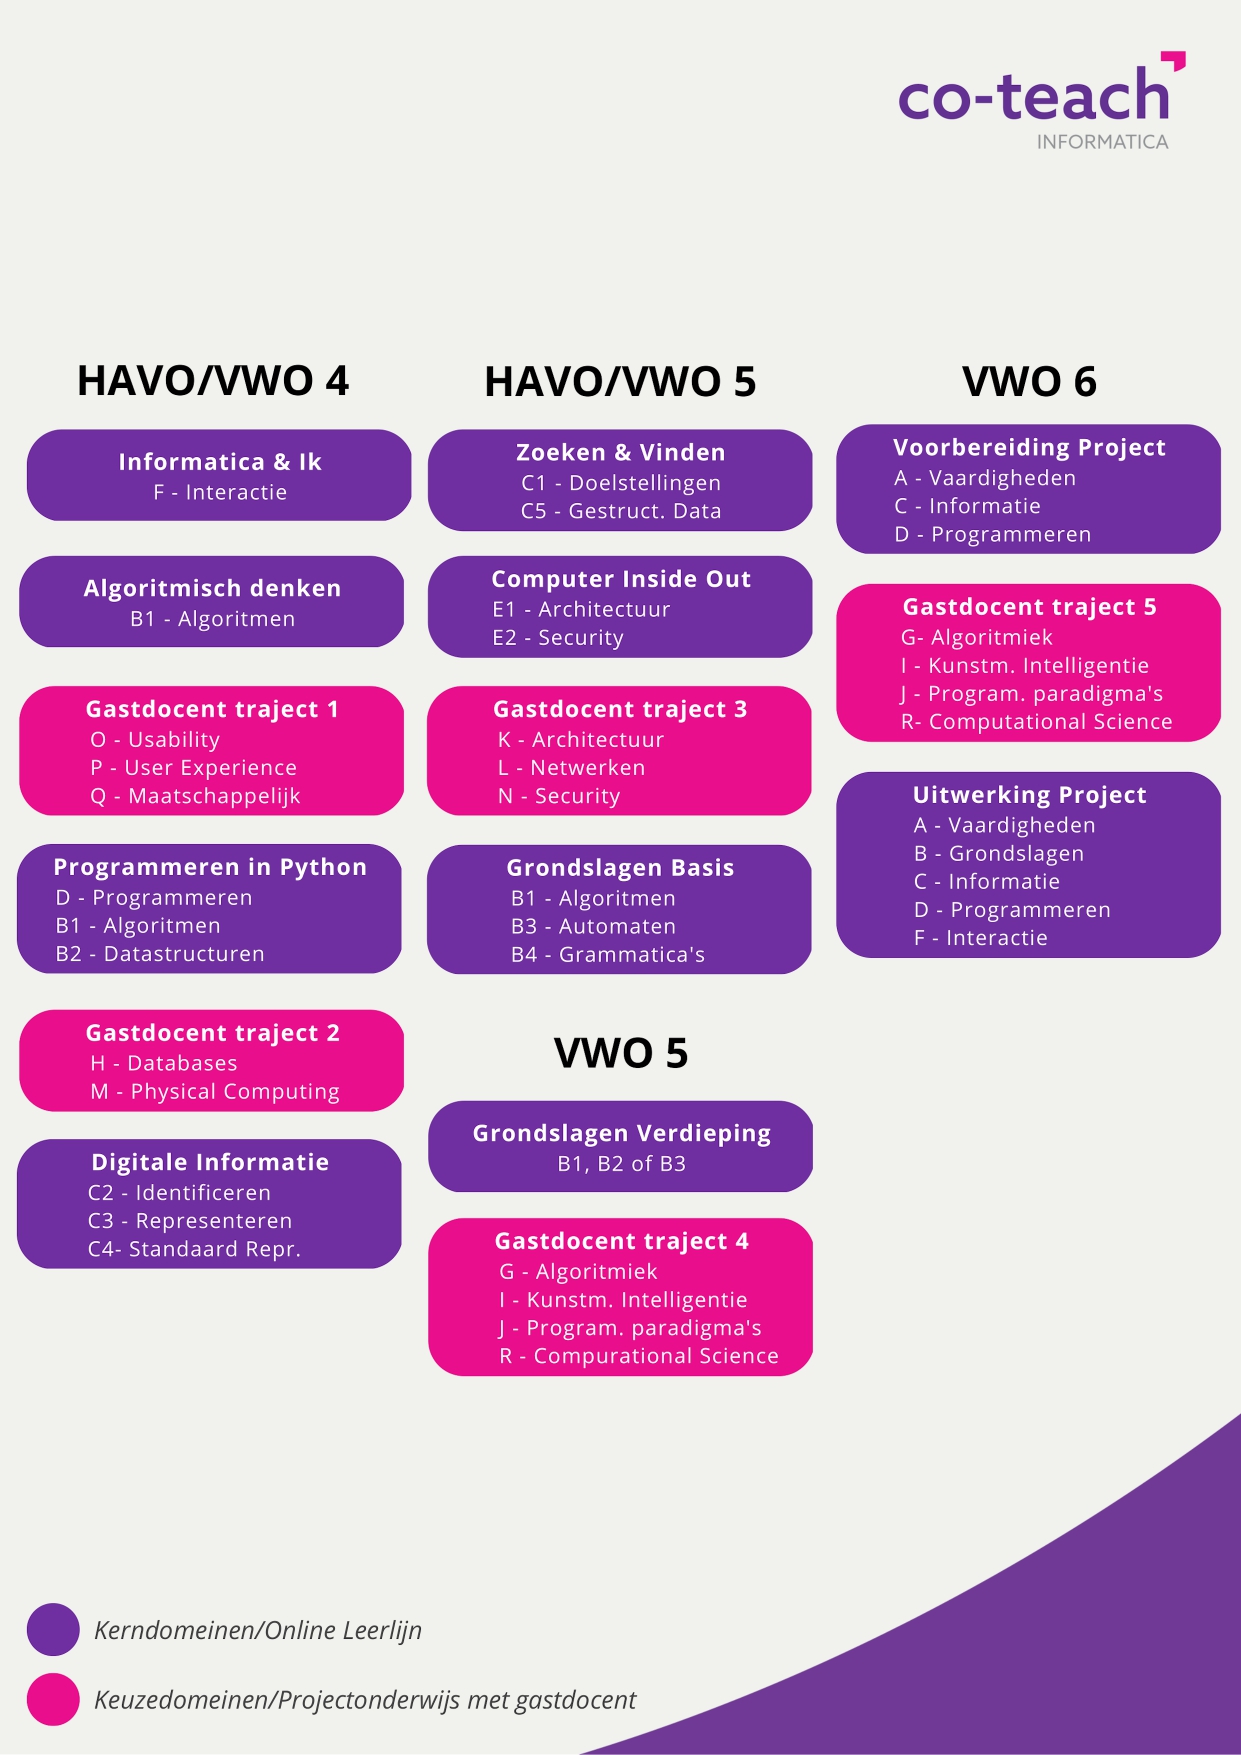 co-teach
INFORMATICA
HAVO/VWO 4
Informatica & Ik
F - Interactie
Algoritmisch denken
B1 - Algoritmen
Gastdocent traject 1
O - Usability
P - User Experience
Q - Maatschappelijk
Programmeren in Python
D - Programmeren
B1 - Algoritmen
B2 - Datastructuren
Gastdocent traject 2
H - Databases
M - Physical Computing
Digitale Informatie
C2 - Identificeren
C3 - Representeren
C4- Standaard Repr.
HAVO/VWO 5
Zoeken & Vinden
C1 - Doelstellingen
C5 - Gestruct. Data
Computer Inside Out
E1 - Architectuur
E2 - Security
Gastdocent traject 3
K - Architectuur
L - Netwerken
N - Security
Grondslagen Basis
B1 - Algoritmen
B3 - Automaten
B4 - Grammatica's
VWO 5
Grondslagen Verdieping
B1, B2 of B3
Gastdocent traject 4
G - Algoritmiek
I - Kunstm. Intelligentie
J - Program. paradigma's
R - Compurational Science
VWO 6
Voorbereiding Project
A - Vaardigheden
C - Informatie
D - Programmeren
Gastdocent traject 5
G- Algoritmiek
I - Kunstm. Intelligentie
J - Program. paradigma's
R- Computational Science
Uitwerking Project
A - Vaardigheden
B - Grondslagen
C - Informatie
D - Programmeren
F - Interactie
Kerndomeinen/Online Leerlijn
Keuzedomeinen/Projectonderwijs met gastdocent